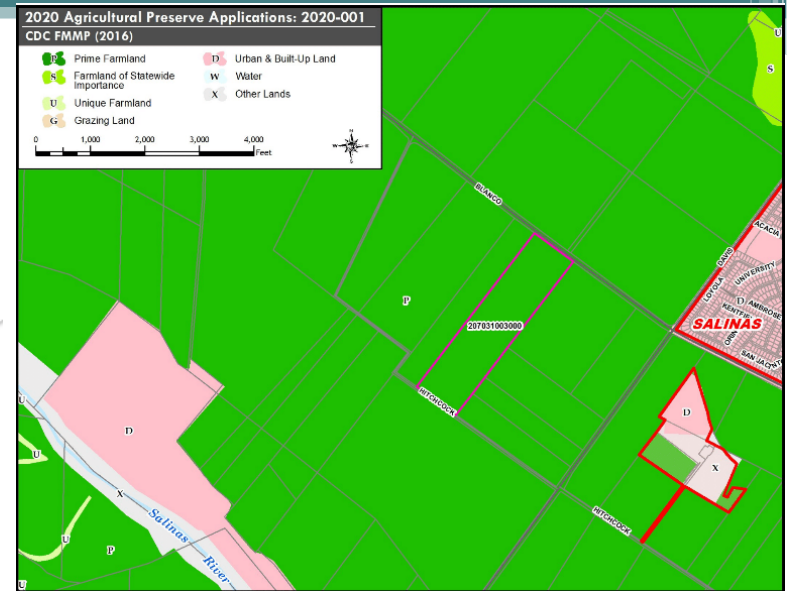 2020 Agricultural Preserve Applications: 2020-001
CDC FMMP (2016)
P Prime Farmland
S Farmland of Statewide
Importance
U Unique Farmland
G Grazing Land
D Urban & Built-Up Land
W Water
X Other Lands
0 1,000 2,000 3,000 4,000
Feet
N
W E
S
U
S
BLANCO
ACACIA
DAVIS
UNIVERSITY
LOYOLA
D
AMBROSE
P
SALINAS
207031003000
SAN JACINTO
HITCHCOCK
D
U
D
X
U
X
HITCHCOCK
Salinas
River
U
P
U